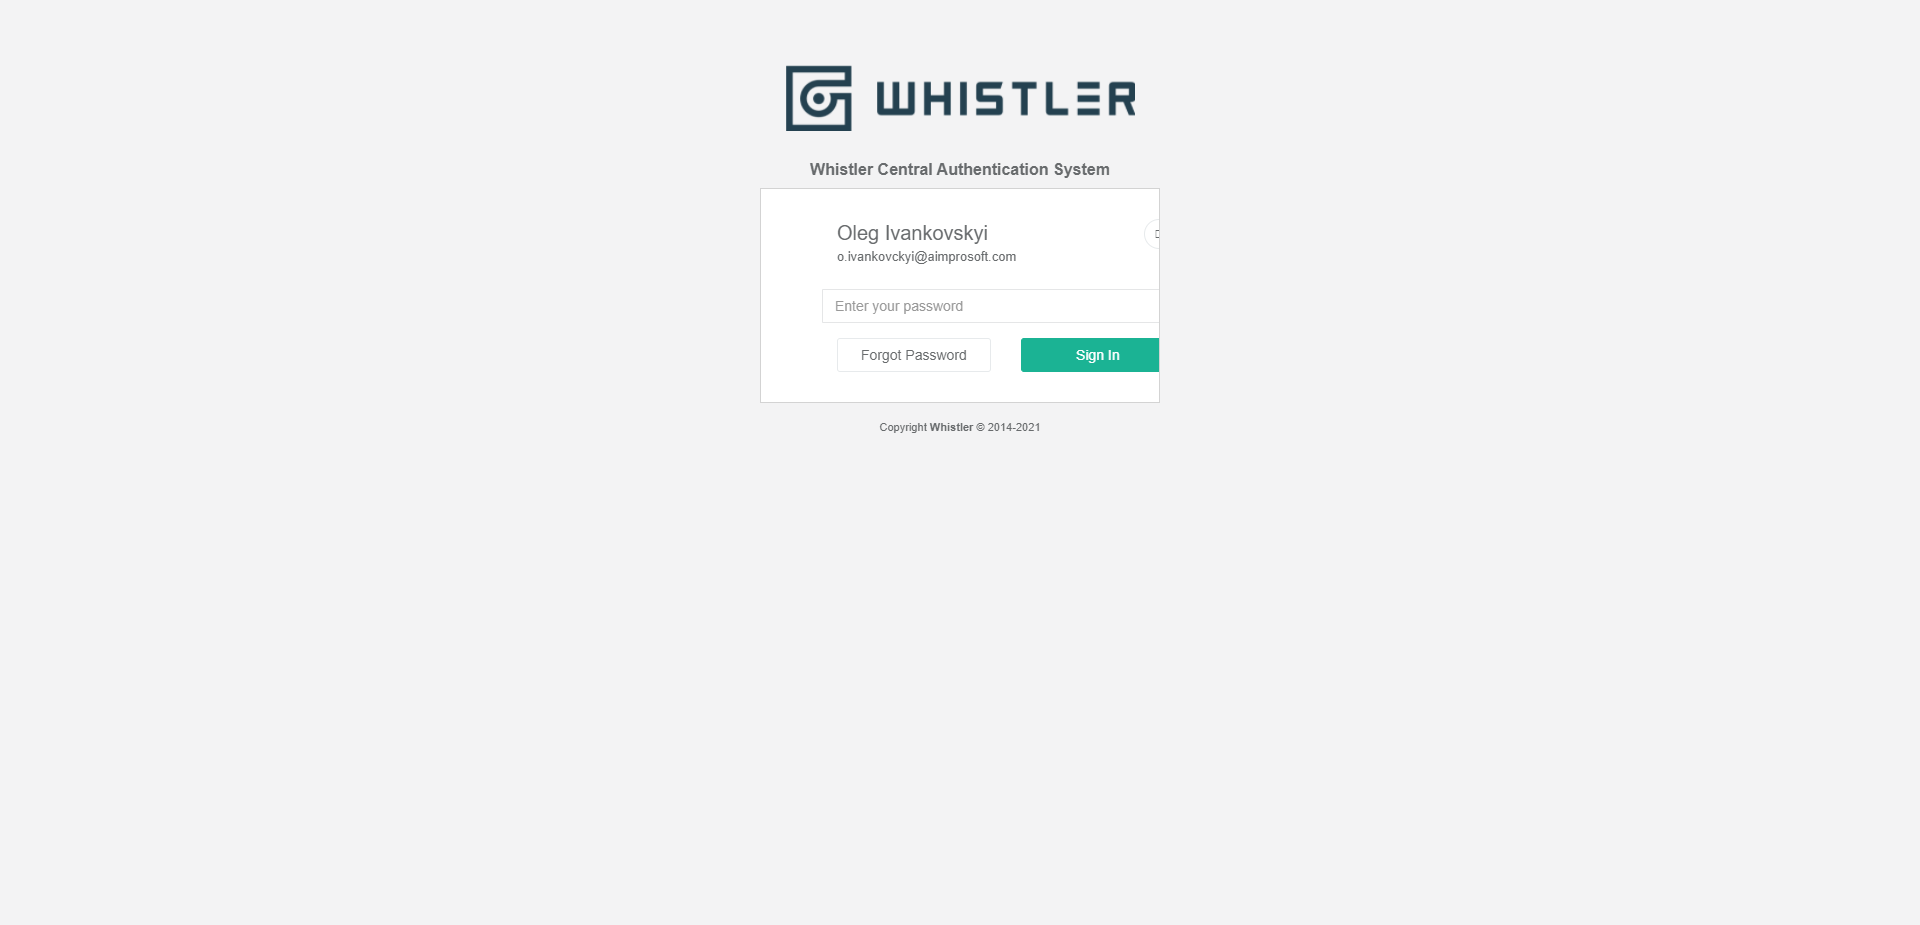 WHISTLER
Whistler Central Authentication System
Oleg Ivankovskyi
o.ivankovckyi@aimprosoft.com
Enter your password
Forgot Password
Sign In
Copyright Whistler © 2014-2021